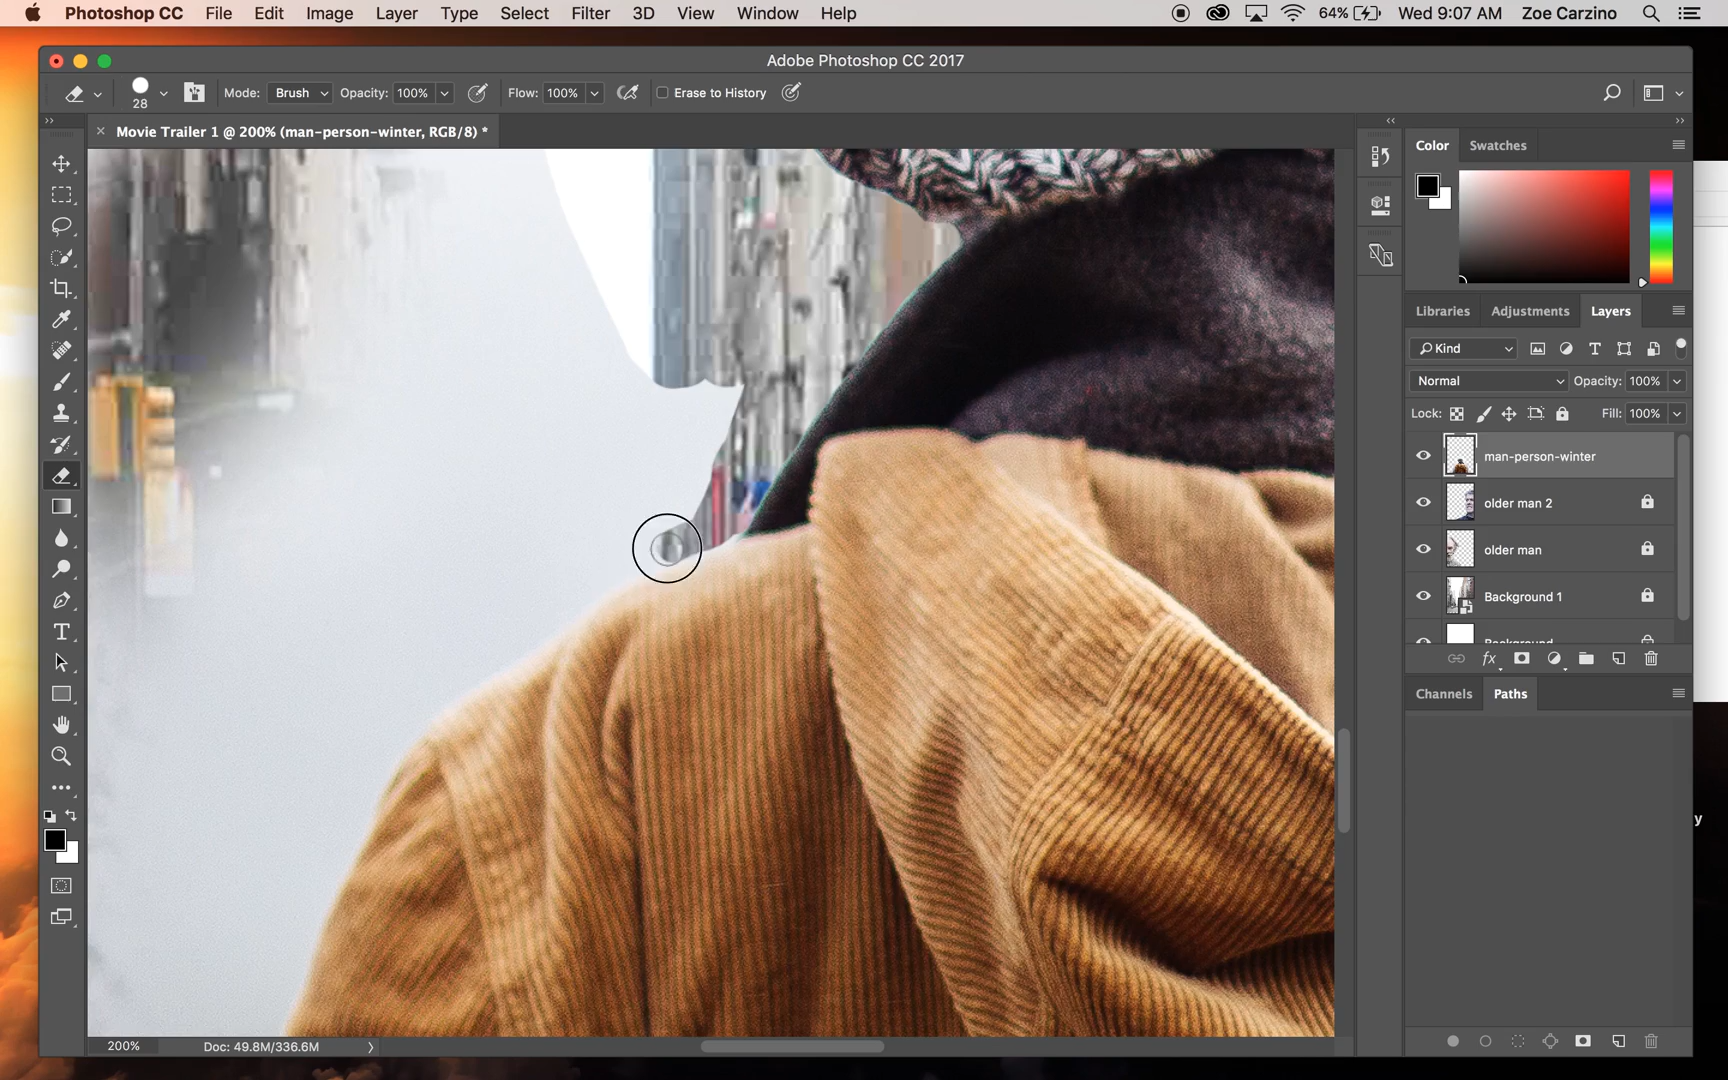 Photoshop CC File Edit Image Layer Type Select Filter 3D View Window Help 64% Wed 9:07 AM Zoe Carzino
Adobe Photoshop CC 2017
28 Mode: Brush Opacity: 100% Flow: 100% Erase to History
Movie Trailer 1 @ 200% (man-person-winter, RGB/8) *
Color Swatches
Libraries Adjustments Layers
Kind
Normal Opacity: 100%
Lock: Fill: 100%
man-person-winter
older man 2
older man
Background 1
Background
Channels Paths
y
200% Doc: 49.8M/336.6M